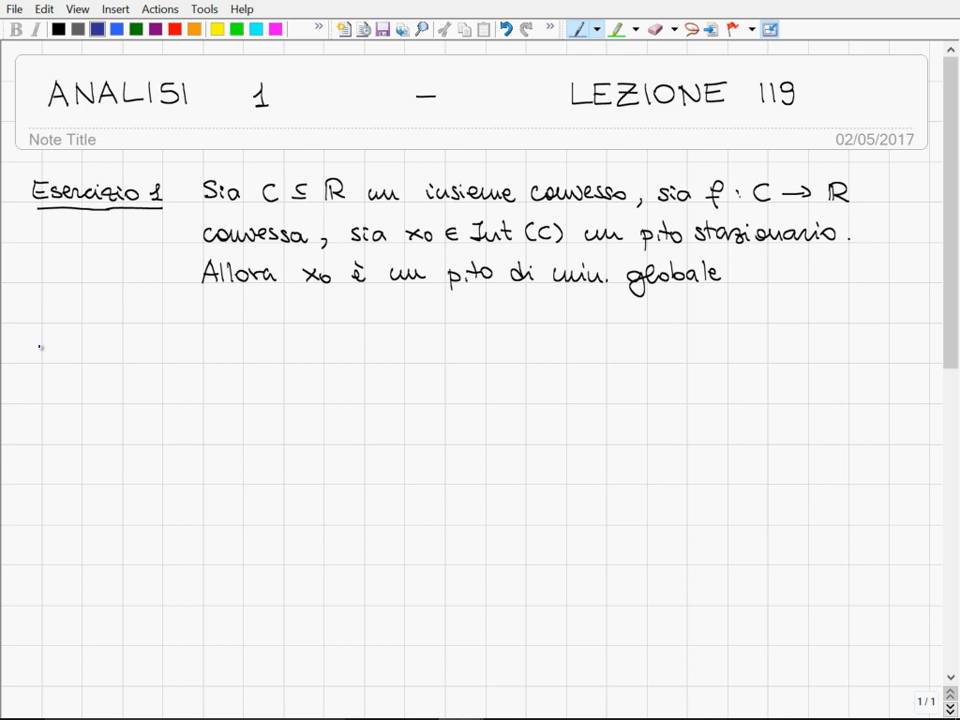 File Edit View Insert Actions Tools Help
B I
ANALISI 1 – LEZIONE 119
Note Title 02/05/2017
Esercizio 1 Sia C ⊆ ℝ un insieme convesso, sia f : C → ℝ
convessa, sia x0 ∈ Int (C) un p.to stazionario.
Allora x0 è un p.to di min. globale
1 / 1